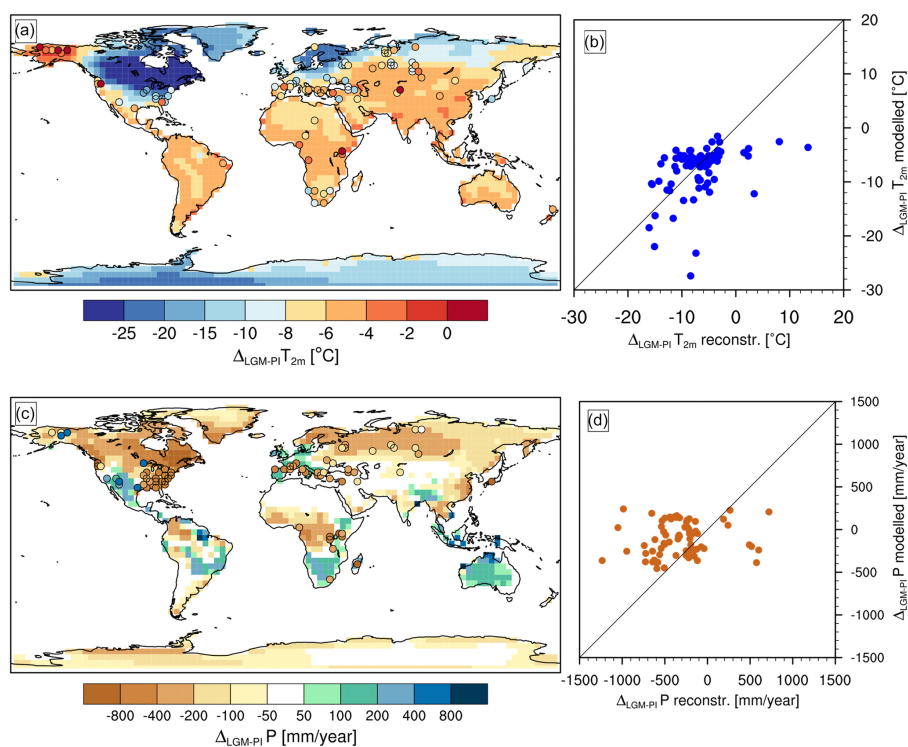 (a)
-25 -20 -15 -10 -8 -6 -4 -2 0
Δ_LGM-PI T_2m [°C]
(b)
20
10
0
-10
-20
-30
Δ_LGM-PI T_2m modelled [°C]
-30 -20 -10 0 10 20
Δ_LGM-PI T_2m reconstr. [°C]
(c)
-800 -400 -200 -100 -50 50 100 200 400 800
Δ_LGM-PI P [mm/year]
(d)
1500
1000
500
0
-500
-1000
-1500
Δ_LGM-PI P modelled [mm/year]
-1500 -1000 -500 0 500 1000 1500
Δ_LGM-PI P reconstr. [mm/year]